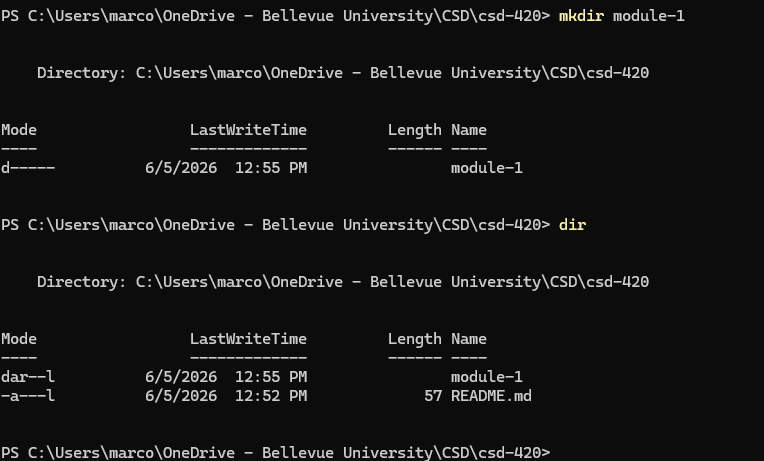 PS C:\Users\marco\OneDrive - Bellevue University\CSD\csd-420> mkdir module-1
Directory: C:\Users\marco\OneDrive - Bellevue University\CSD\csd-420
Mode                 LastWriteTime         Length Name
----                 -------------         ------ ----
d-----          6/5/2026  12:55 PM                module-1
PS C:\Users\marco\OneDrive - Bellevue University\CSD\csd-420> dir
Directory: C:\Users\marco\OneDrive - Bellevue University\CSD\csd-420
Mode                 LastWriteTime         Length Name
----                 -------------         ------ ----
dar--l          6/5/2026  12:55 PM                module-1
-a---l          6/5/2026  12:52 PM             57 README.md
PS C:\Users\marco\OneDrive - Bellevue University\CSD\csd-420>